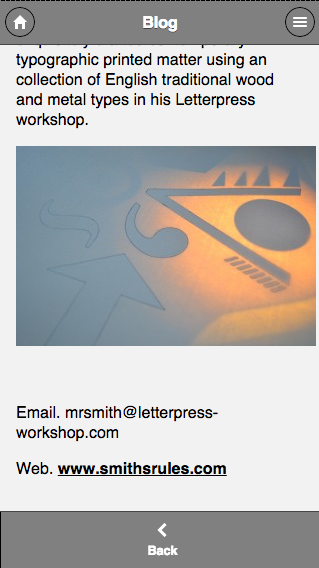 Blog
typographic printed matter using an
collection of English traditional wood
and metal types in his Letterpress
workshop.
Email. mrsmith@letterpress-
workshop.com
Web. www.smithsrules.com
Back